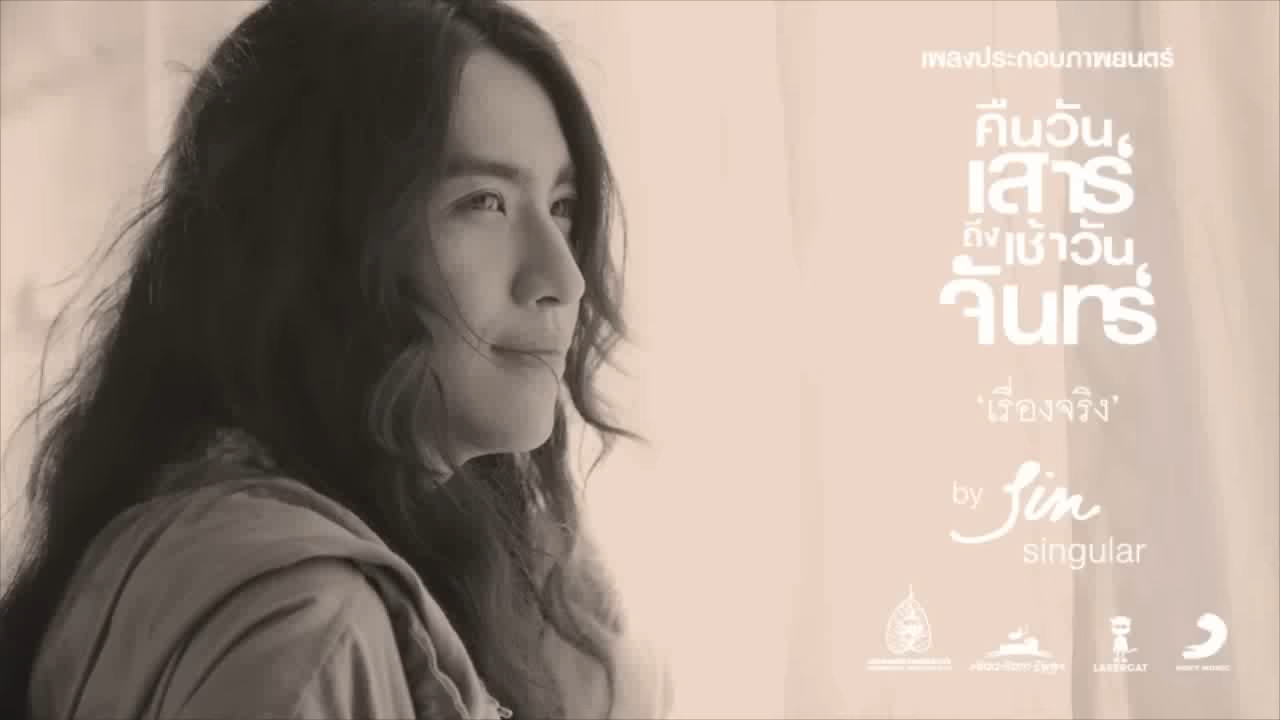 เพลงประกอบภาพยนตร์
คืนวัน
เสาร์
ถึง เช้าวัน
จันทร์
‘เรื่องจริง’
by Sin
singular
LASERCAT
SONY MUSIC